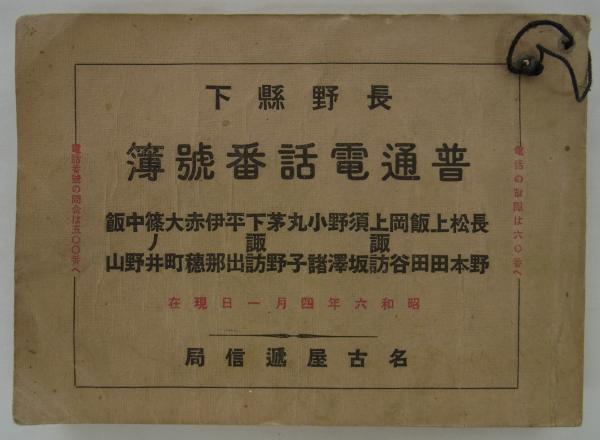 長野縣下
普通電話番號簿
長野 松本 上田 飯田 岡谷 上諏訪 須坂 野澤 小諸 丸子 茅野 下諏訪 平出 伊那 赤穗 大町 篠ノ井 中野 飯山
昭和六年四月一日現在
名古屋遞信局
電話の故障は六〇番へ
電話番號の問合は五〇〇番へ